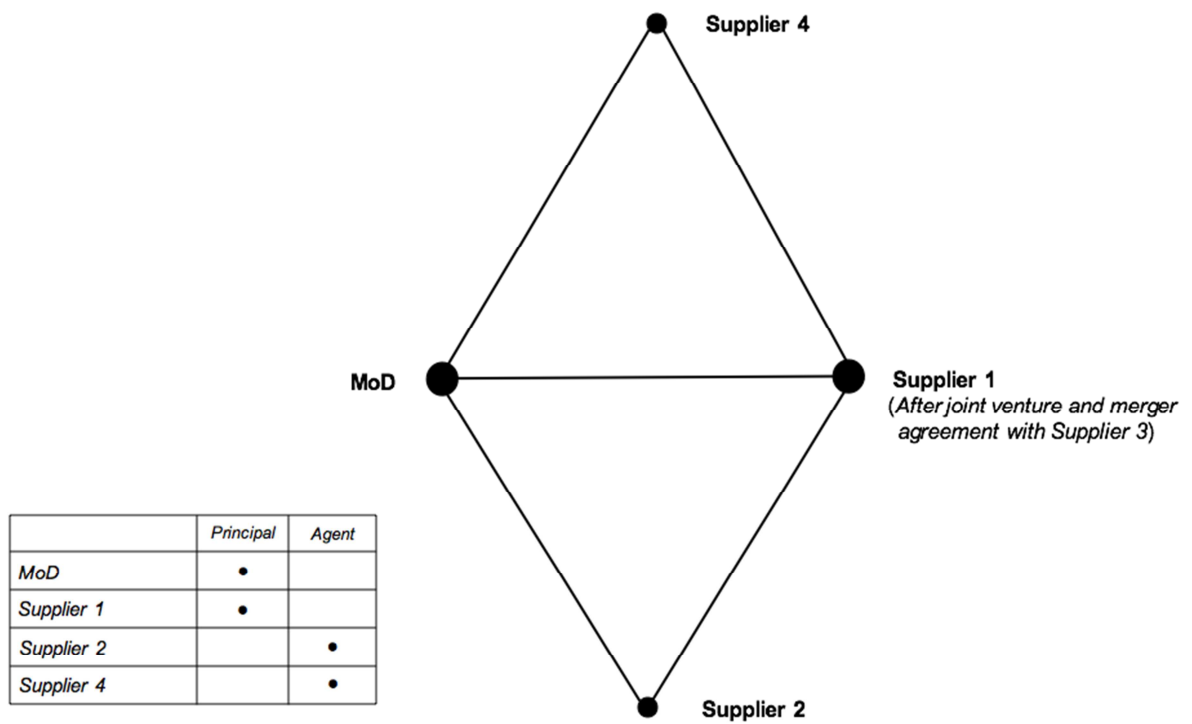 Supplier 4
MoD
Supplier 1
(After joint venture and merger
agreement with Supplier 3)
Principal Agent
MoD
Supplier 1
Supplier 2
Supplier 4
Supplier 2